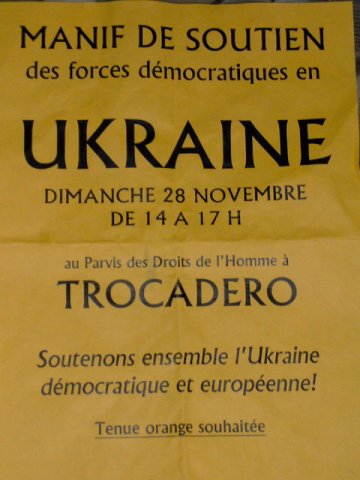 MANIF DE SOUTIEN
des forces démocratiques en
UKRAINE
DIMANCHE 28 NOVEMBRE
DE 14 A 17 H
au Parvis des Droits de l'Homme à
TROCADERO
Soutenons ensemble l'Ukraine
démocratique et européenne!
Tenue orange souhaitée